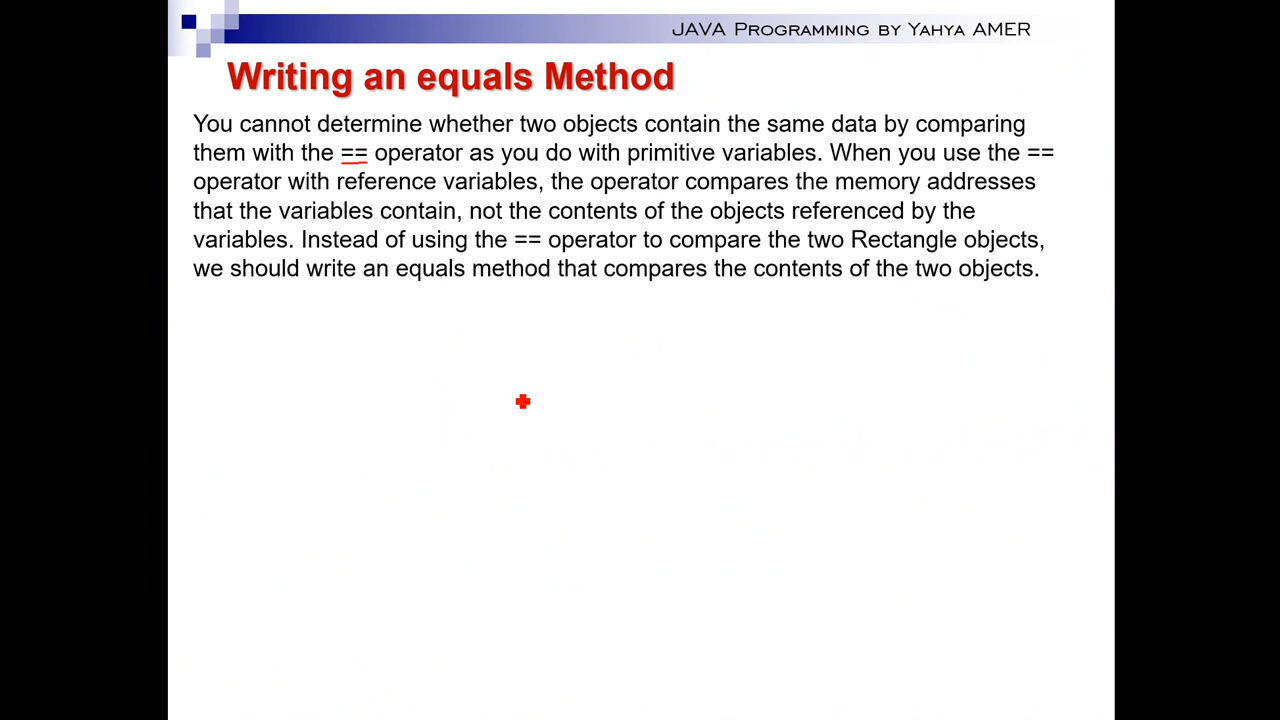 JAVA Programming by Yahya AMER
Writing an equals Method
You cannot determine whether two objects contain the same data by comparing
them with the == operator as you do with primitive variables. When you use the ==
operator with reference variables, the operator compares the memory addresses
that the variables contain, not the contents of the objects referenced by the
variables. Instead of using the == operator to compare the two Rectangle objects,
we should write an equals method that compares the contents of the two objects.